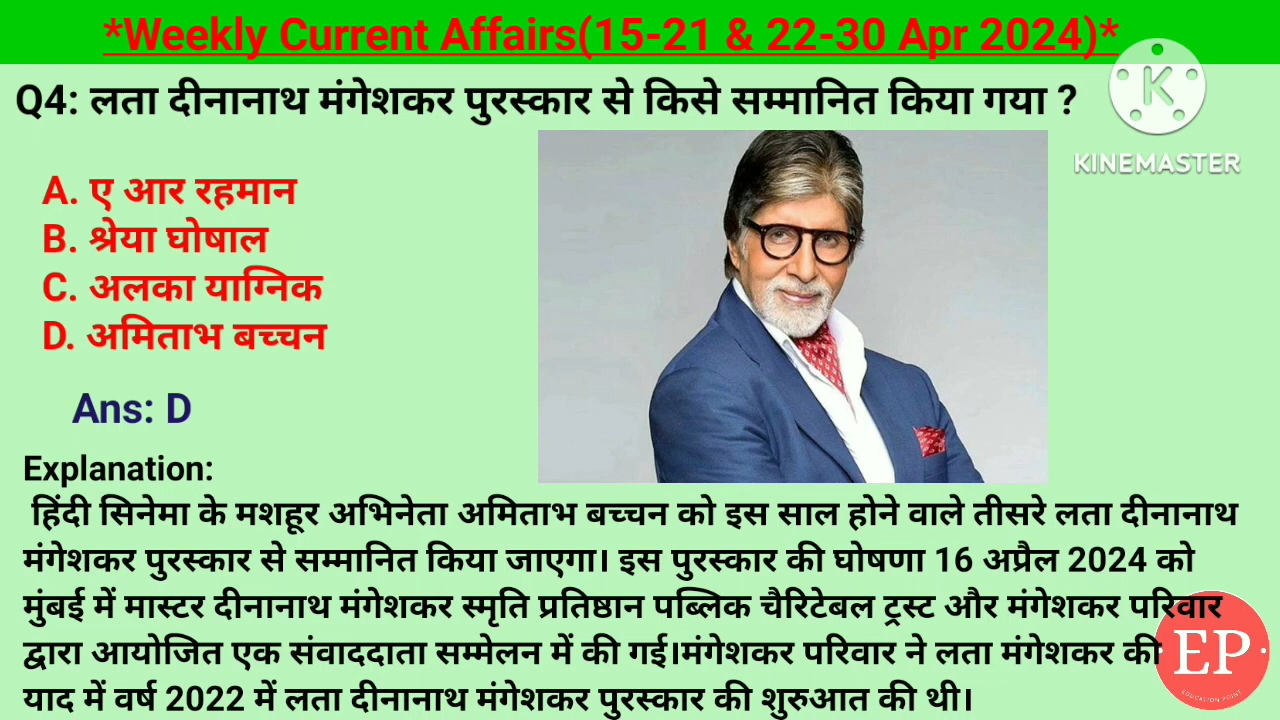 *Weekly Current Affairs(15-21 & 22-30 Apr 2024)*
Q4: लता दीनानाथ मंगेशकर पुरस्कार से किसे सम्मानित किया गया ?
KINEMASTER
A. ए आर रहमान
B. श्रेया घोषाल
C. अलका याग्निक
D. अमिताभ बच्चन
Ans: D
Explanation:
हिंदी सिनेमा के मशहूर अभिनेता अमिताभ बच्चन को इस साल होने वाले तीसरे लता दीनानाथ
मंगेशकर पुरस्कार से सम्मानित किया जाएगा। इस पुरस्कार की घोषणा 16 अप्रैल 2024 को
मुंबई में मास्टर दीनानाथ मंगेशकर स्मृति प्रतिष्ठान पब्लिक चैरिटेबल ट्रस्ट और मंगेशकर परिवार
द्वारा आयोजित एक संवाददाता सम्मेलन में की गई।मंगेशकर परिवार ने लता मंगेशकर की
याद में वर्ष 2022 में लता दीनानाथ मंगेशकर पुरस्कार की शुरुआत की थी।
EP
EDUCATION POINT